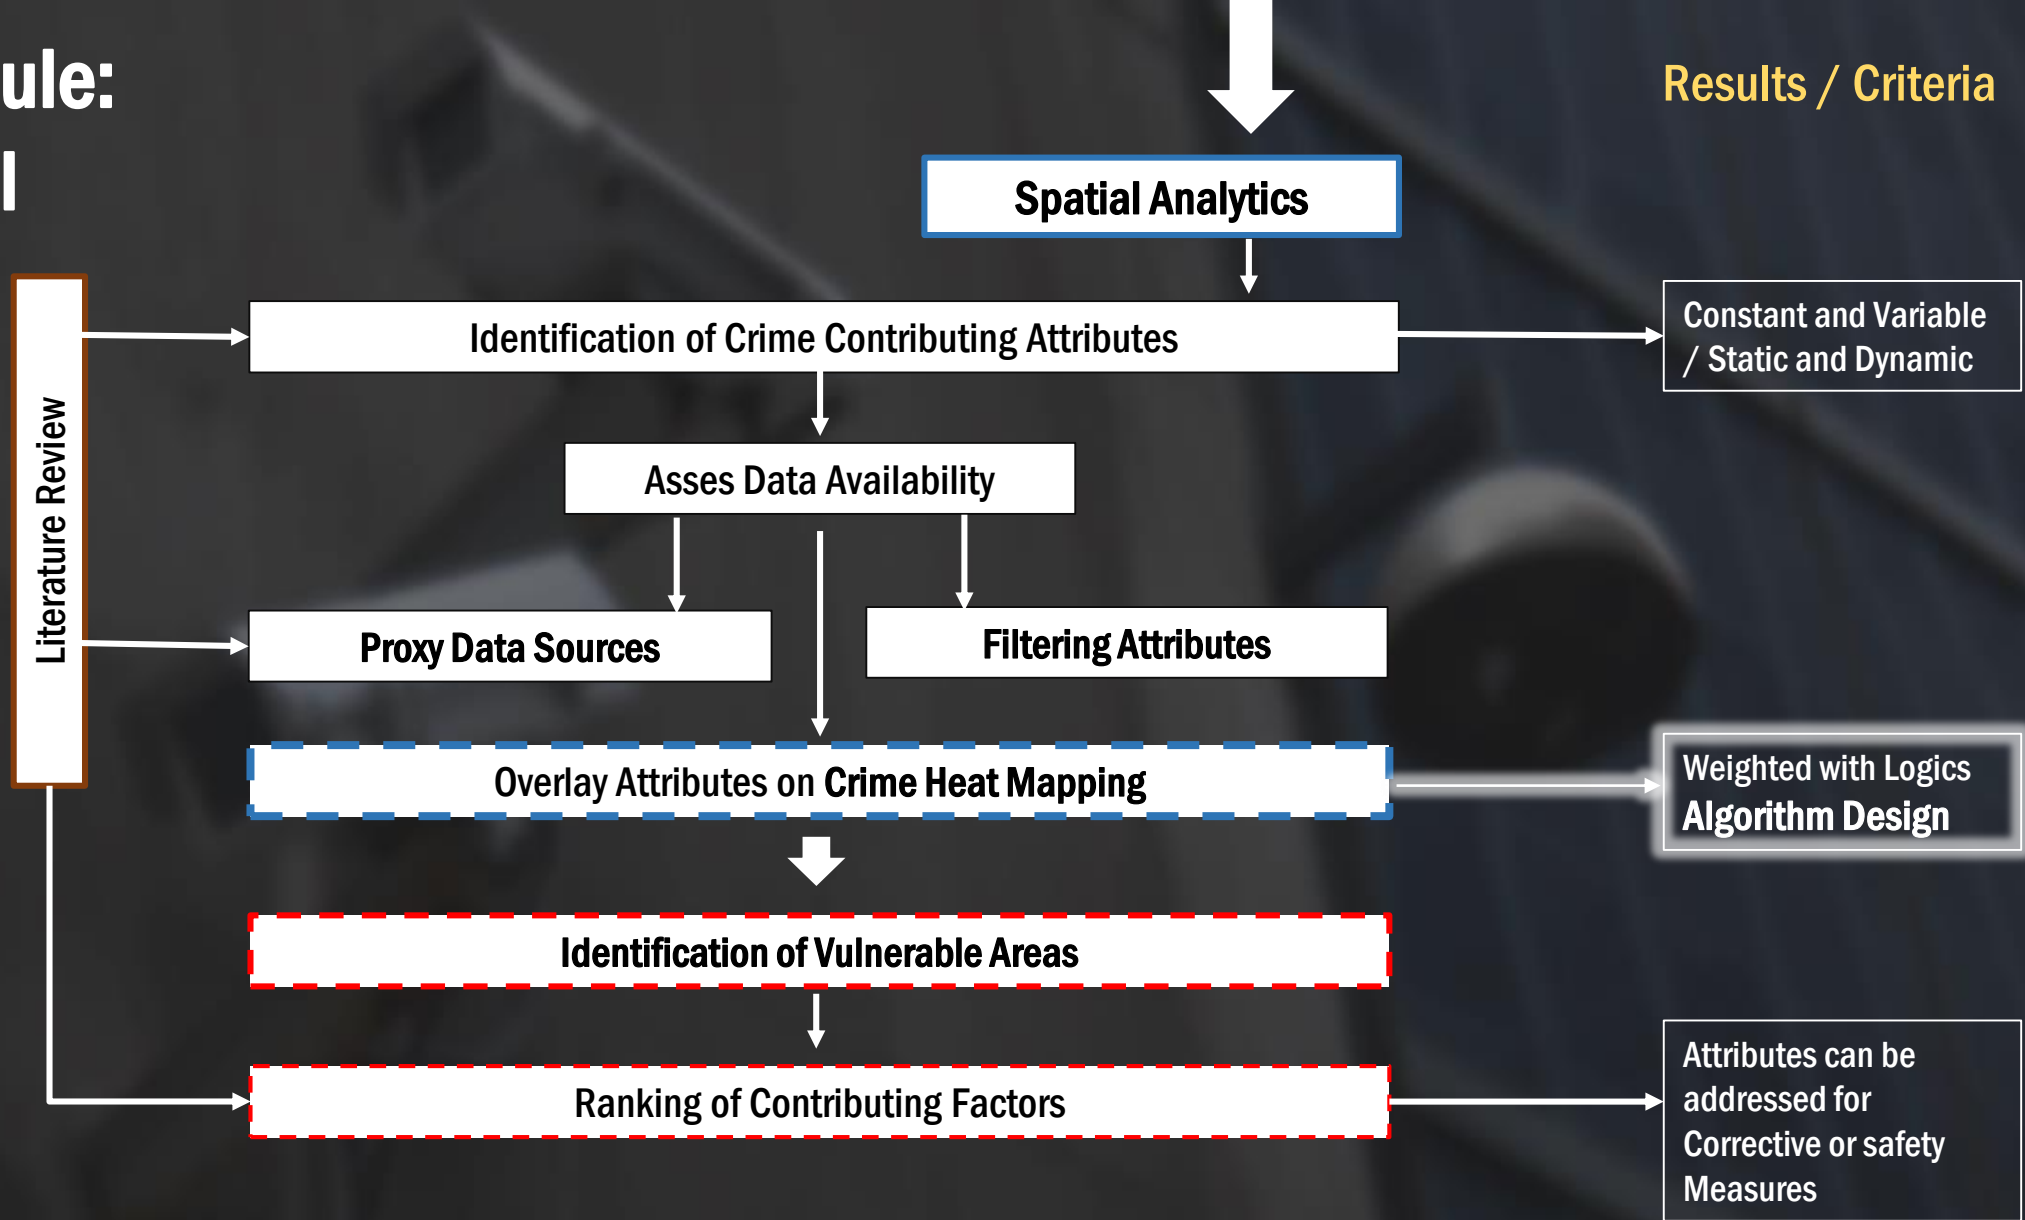 ule:
l
Results / Criteria
Spatial Analytics
Literature Review
Identification of Crime Contributing Attributes
Constant and Variable
/ Static and Dynamic
Asses Data Availability
Proxy Data Sources
Filtering Attributes
Overlay Attributes on Crime Heat Mapping
Weighted with Logics
Algorithm Design
Identification of Vulnerable Areas
Ranking of Contributing Factors
Attributes can be
addressed for
Corrective or safety
Measures